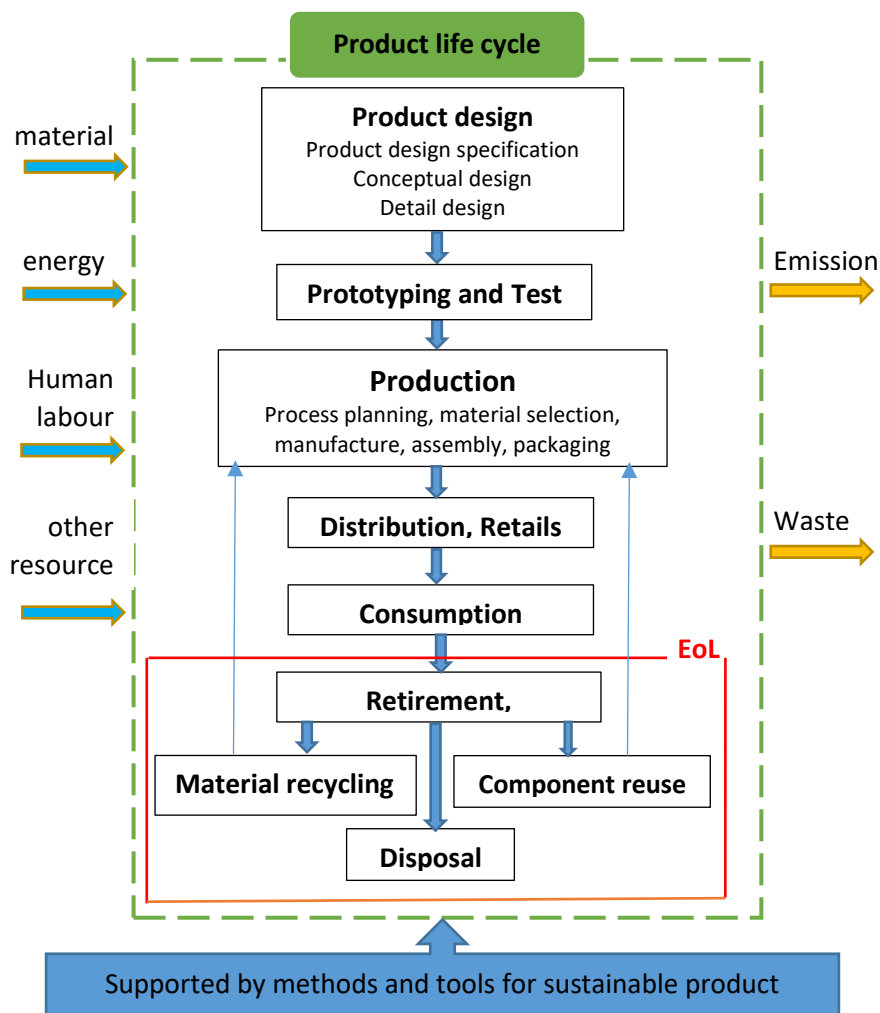 Product life cycle
Product design
Product design specification
Conceptual design
Detail design
material
energy
Human
labour
other
resource
Prototyping and Test
Production
Process planning, material selection,
manufacture, assembly, packaging
Distribution, Retails
Consumption
Emission
Waste
EoL
Retirement,
Material recycling
Component reuse
Disposal
Supported by methods and tools for sustainable product